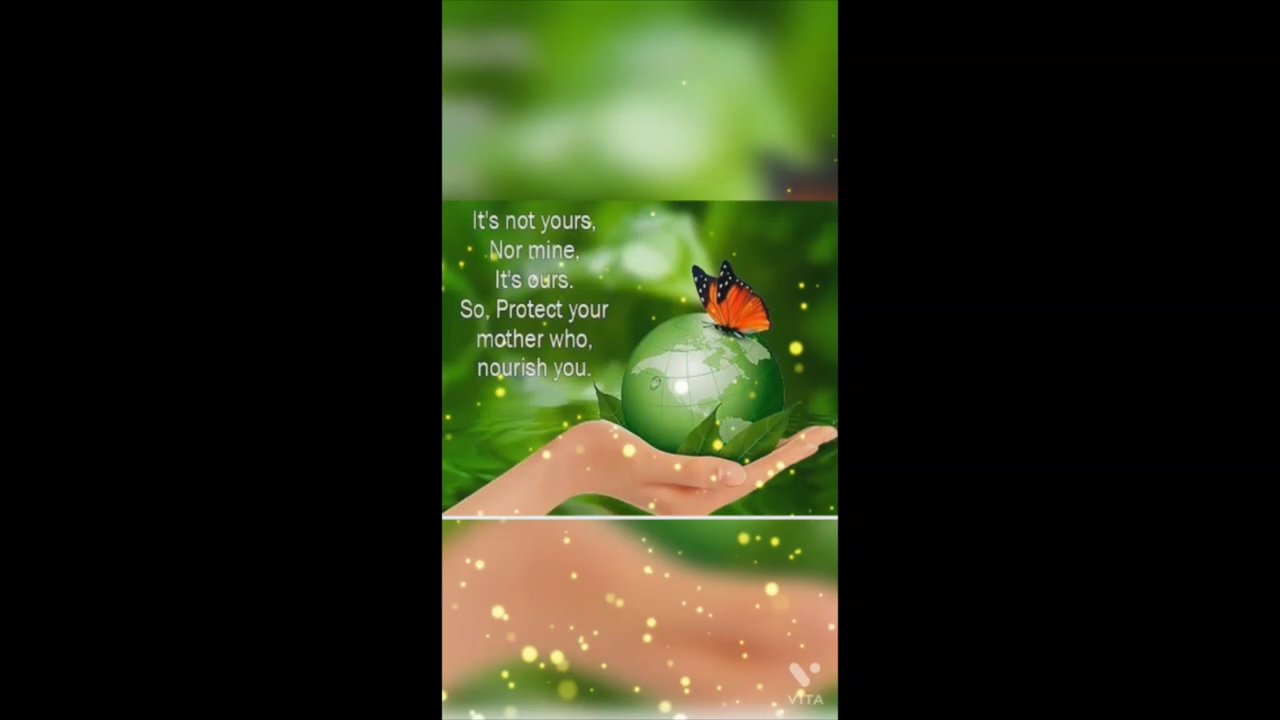 It's not yours,
Nor mine,
It's ours.
So, Protect your
mother who,
nourish you.
VITA